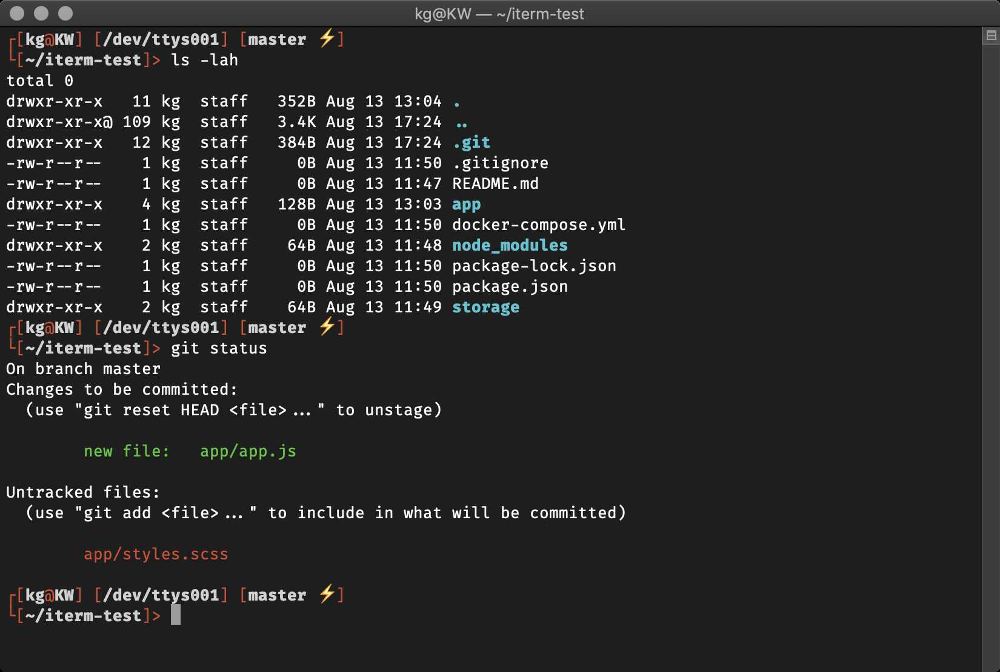 kg@KW — ~/iterm-test
┌[kg@KW] [/dev/ttys001] [master ⚡]
└[~/iterm-test]> ls -lah
total 0
drwxr-xr-x   11 kg  staff   352B Aug 13 13:04 .
drwxr-xr-x@ 109 kg  staff   3.4K Aug 13 17:24 ..
drwxr-xr-x   12 kg  staff   384B Aug 13 17:24 .git
-rw-r--r--    1 kg  staff     0B Aug 13 11:50 .gitignore
-rw-r--r--    1 kg  staff     0B Aug 13 11:47 README.md
drwxr-xr-x    4 kg  staff   128B Aug 13 13:03 app
-rw-r--r--    1 kg  staff     0B Aug 13 11:50 docker-compose.yml
drwxr-xr-x    2 kg  staff    64B Aug 13 11:48 node_modules
-rw-r--r--    1 kg  staff     0B Aug 13 11:50 package-lock.json
-rw-r--r--    1 kg  staff     0B Aug 13 11:50 package.json
drwxr-xr-x    2 kg  staff    64B Aug 13 11:49 storage
┌[kg@KW] [/dev/ttys001] [master ⚡]
└[~/iterm-test]> git status
On branch master
Changes to be committed:
  (use "git reset HEAD <file>..." to unstage)
        new file:   app/app.js
Untracked files:
  (use "git add <file>..." to include in what will be committed)
        app/styles.scss
┌[kg@KW] [/dev/ttys001] [master ⚡]
└[~/iterm-test]>